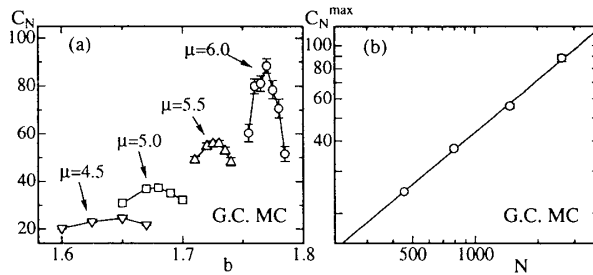 C_N
100
80
60
40
20
1.6
1.7
1.8
b
(a)
μ=6.0
μ=5.5
μ=5.0
μ=4.5
G.C. MC
C_N^max
100
80
60
40
500
1000
N
(b)
G.C. MC